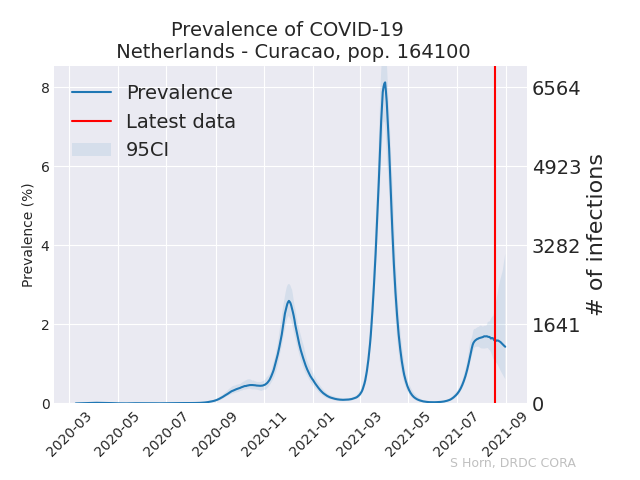 Prevalence of COVID-19
Netherlands - Curacao, pop. 164100
Prevalence
Latest data
95CI
Prevalence (%)
8
6
4
2
0
6564
4923
3282
1641
0
# of infections
2020-03
2020-05
2020-07
2020-09
2020-11
2021-01
2021-03
2021-05
2021-07
2021-09
S Horn, DRDC CORA